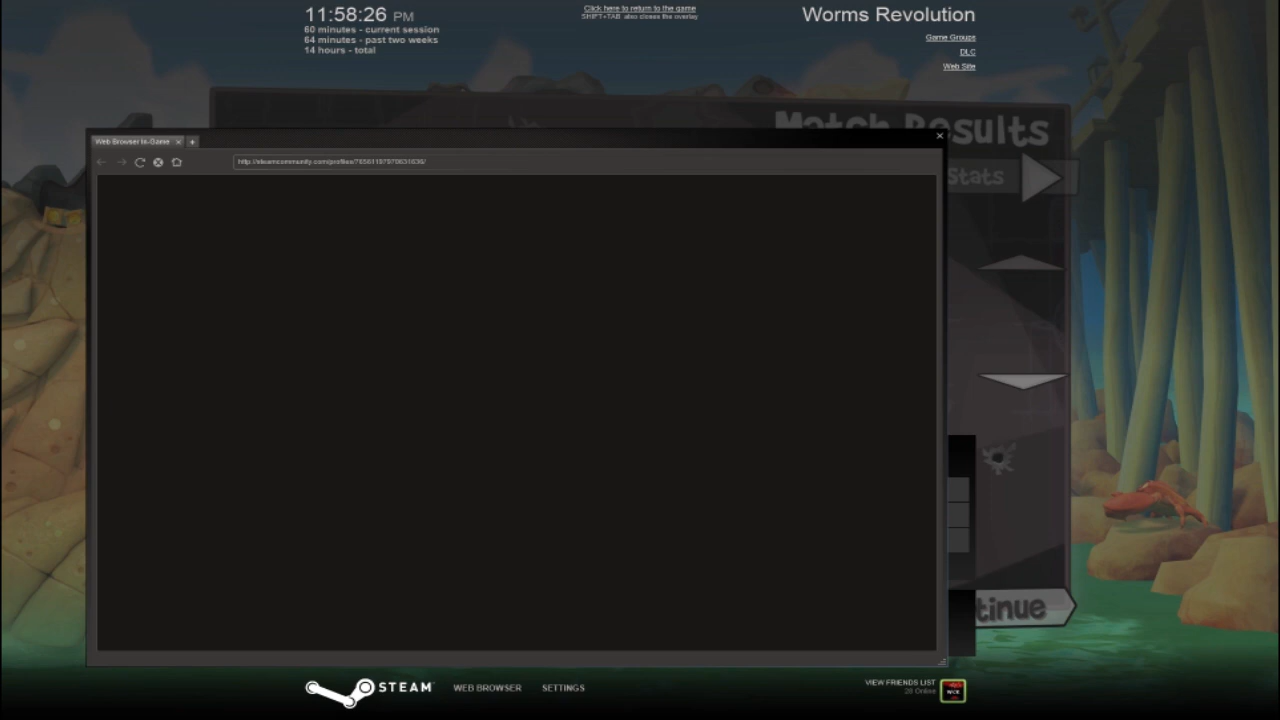 11:58:26 PM
60 minutes - current session
64 minutes - past two weeks
14 hours - total
Click here to return to the game
SHIFT+TAB also closes the overlay
Worms Revolution
Game Groups
DLC
Web Site
Match Results
Stats
Web Browser In-Game
tinue
STEAM
WEB BROWSER
SETTINGS
VIEW FRIENDS LIST
28 Online